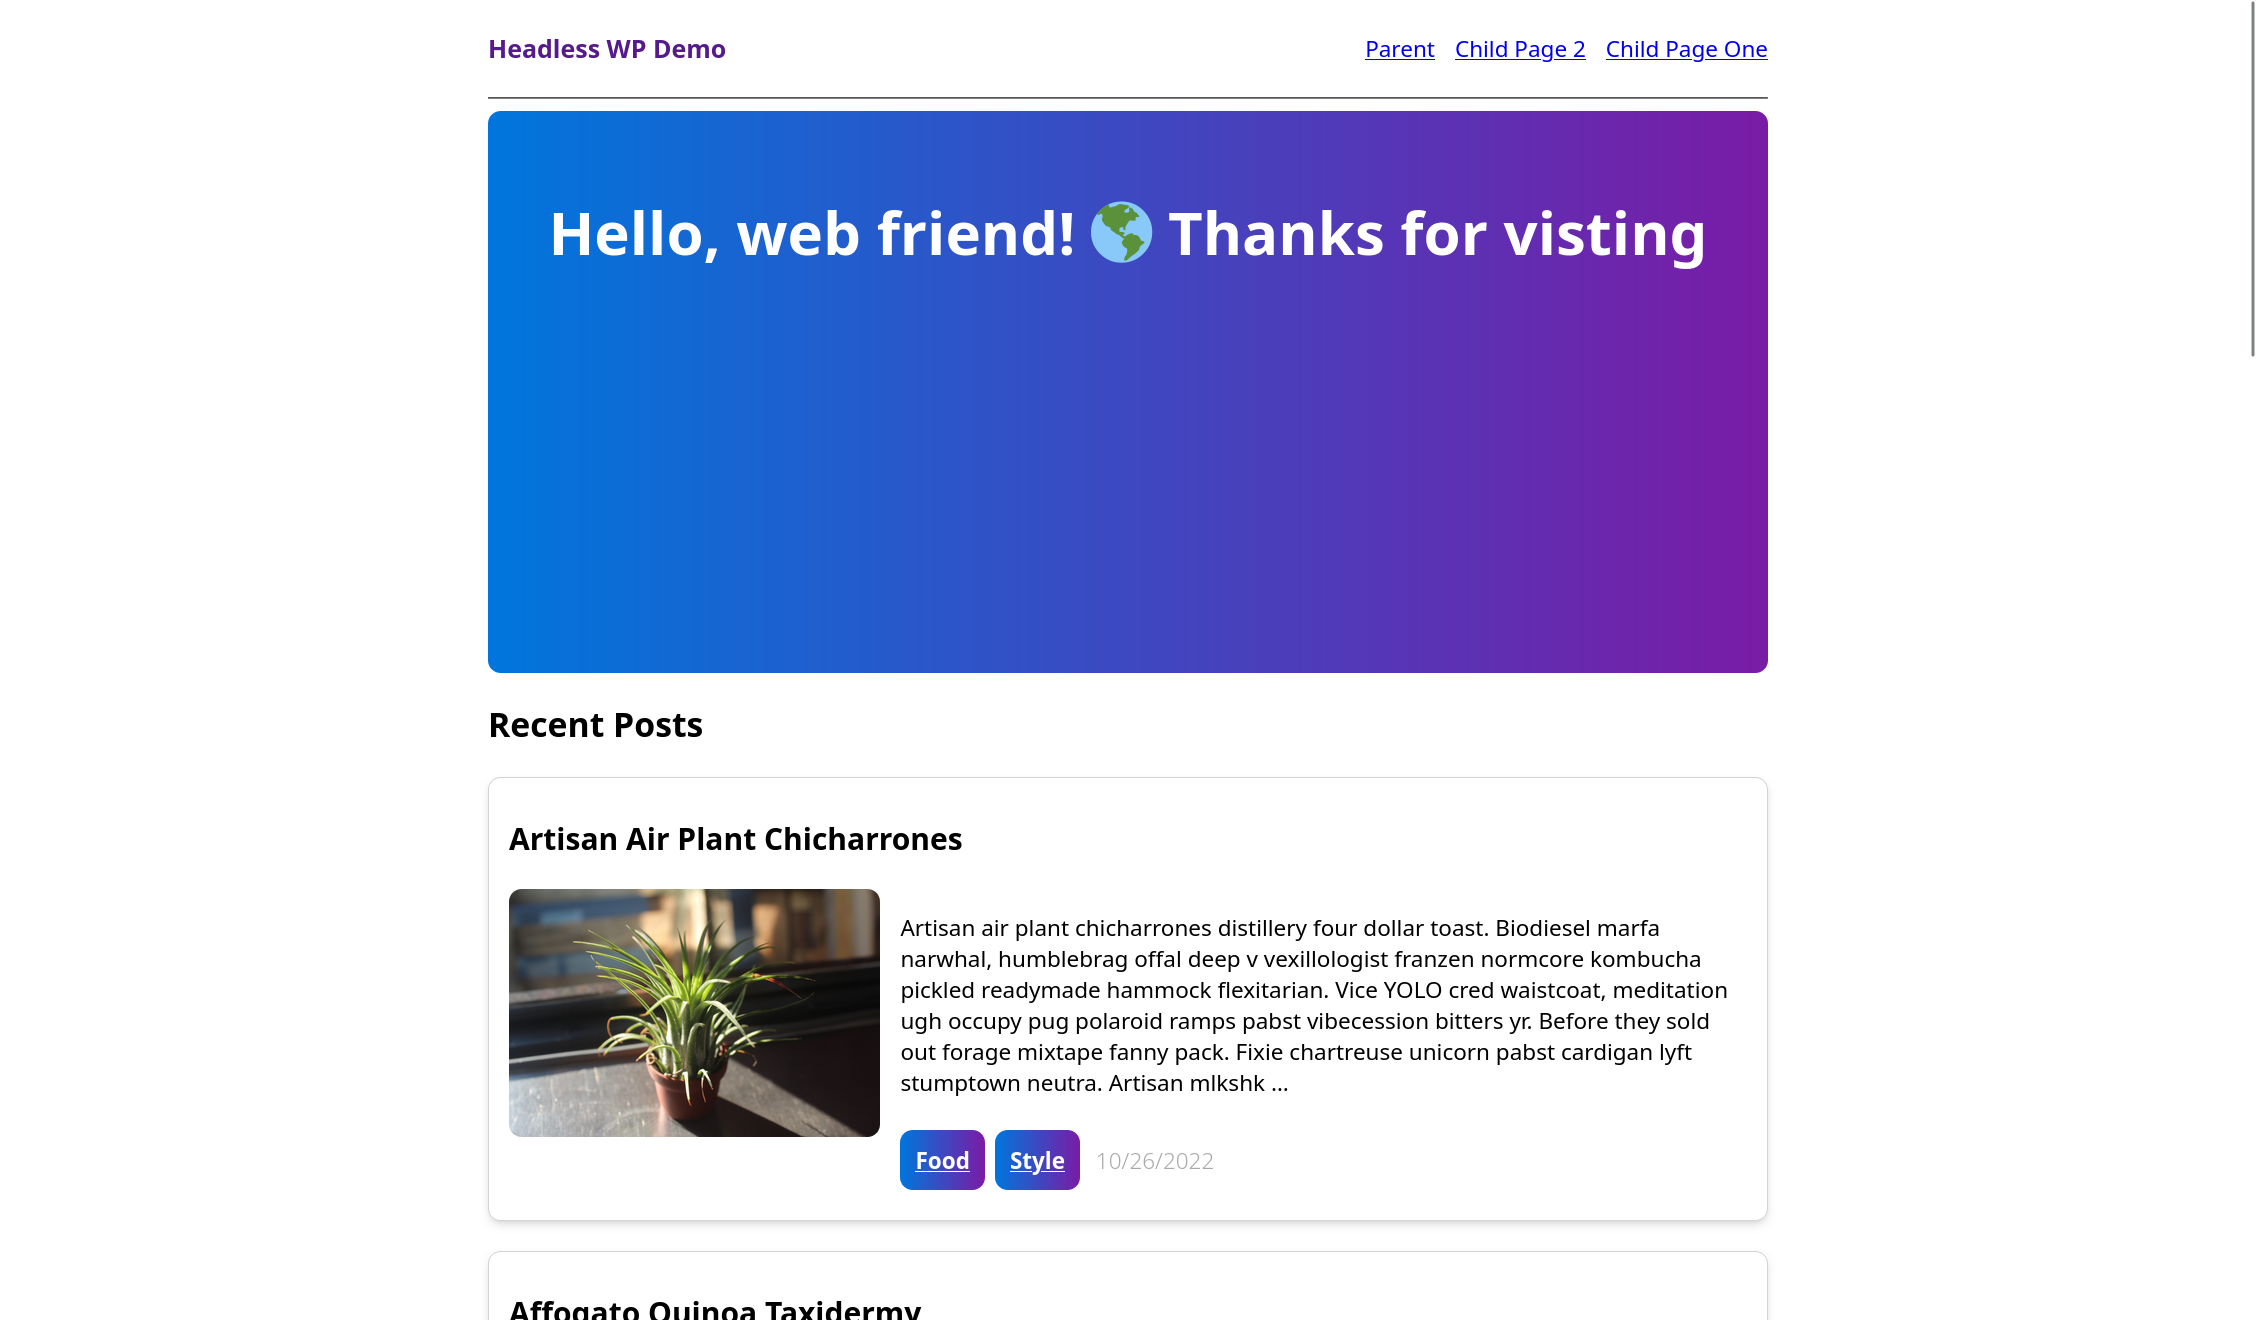 Headless WP Demo
Parent Child Page 2 Child Page One
Hello, web friend! 🌎 Thanks for visting
Recent Posts
Artisan Air Plant Chicharrones
Artisan air plant chicharrones distillery four dollar toast. Biodiesel marfa
narwhal, humblebrag offal deep v vexillologist franzen normcore kombucha
pickled readymade hammock flexitarian. Vice YOLO cred waistcoat, meditation
ugh occupy pug polaroid ramps pabst vibecession bitters yr. Before they sold
out forage mixtape fanny pack. Fixie chartreuse unicorn pabst cardigan lyft
stumptown neutra. Artisan mlkshk ...
Food Style 10/26/2022
Affogato Quinoa Taxidermy